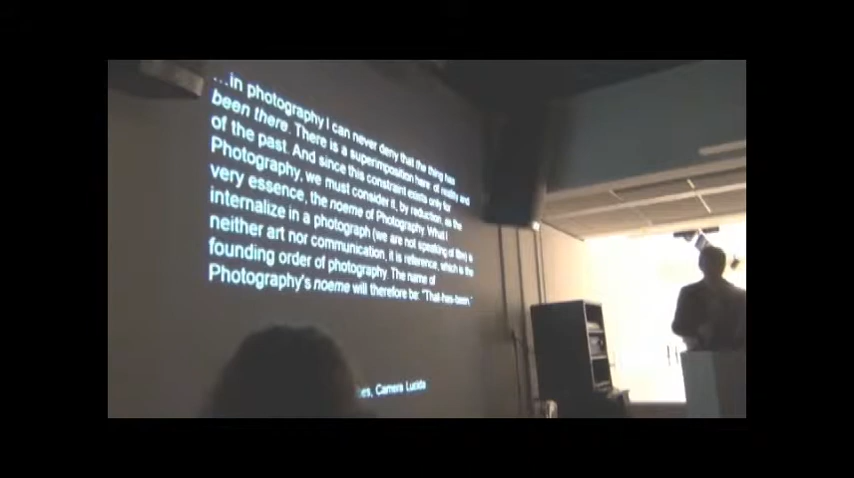 ...in photography I can never deny that the thing has
been there. There is a superimposition here: of reality and
of the past. And since this constraint exists only for
Photography, we must consider it, by reduction, as the
very essence, the noeme of Photography. What I
internalize in a photograph (we are not speaking of film) is
neither art nor communication, it is reference, which is the
founding order of photography. The name of
Photography's noeme will therefore be: "That-has-been."
es, Camera Lucida